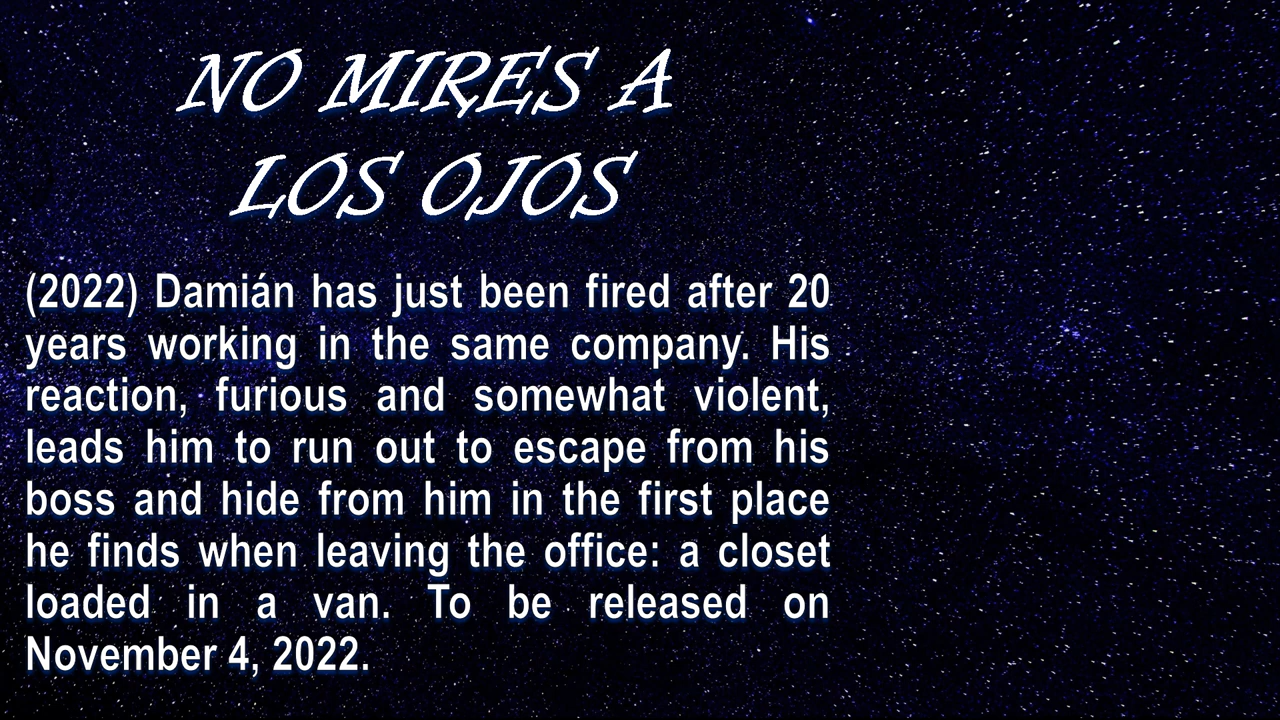 NO MIRES A
LOS OJOS
(2022) Damián has just been fired after 20
years working in the same company. His
reaction, furious and somewhat violent,
leads him to run out to escape from his
boss and hide from him in the first place
he finds when leaving the office: a closet
loaded in a van. To be released on
November 4, 2022.